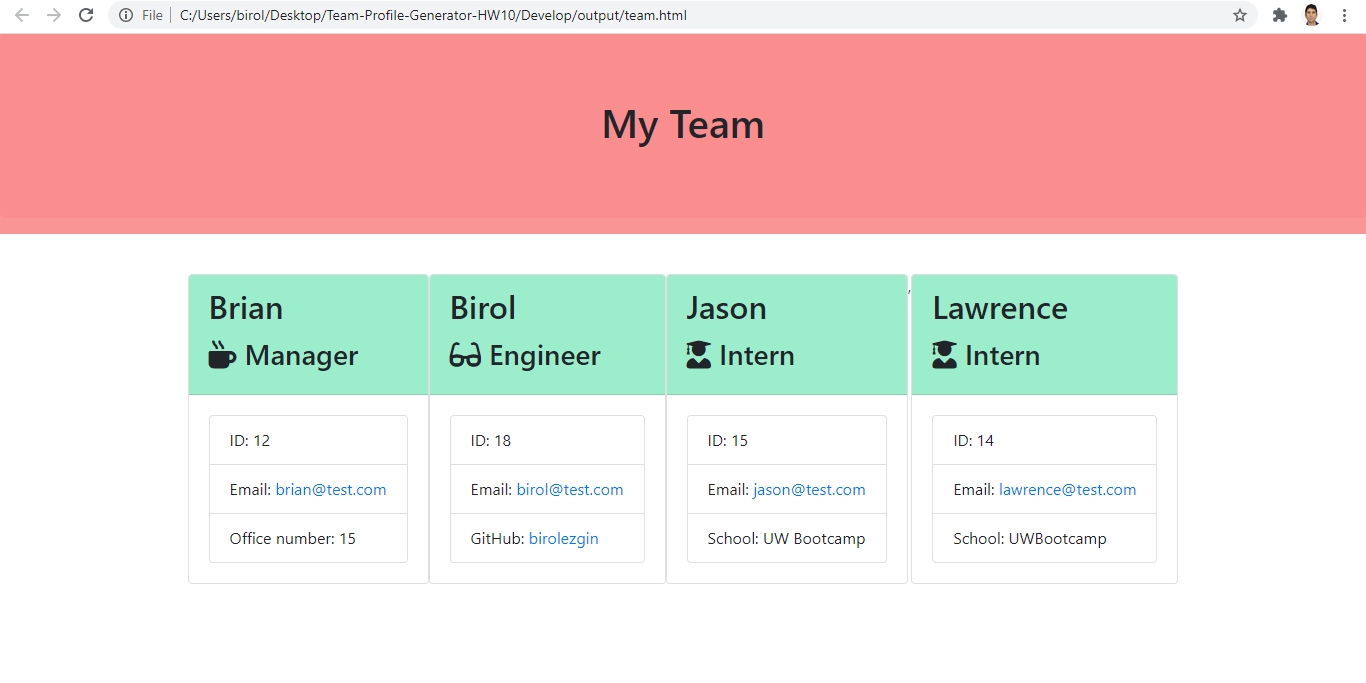 File C:/Users/birol/Desktop/Team-Profile-Generator-HW10/Develop/output/team.html
My Team
Brian
Manager
ID: 12
Email: brian@test.com
Office number: 15
Birol
Engineer
ID: 18
Email: birol@test.com
GitHub: birolezgin
Jason
Intern
ID: 15
Email: jason@test.com
School: UW Bootcamp
,
Lawrence
Intern
ID: 14
Email: lawrence@test.com
School: UWBootcamp